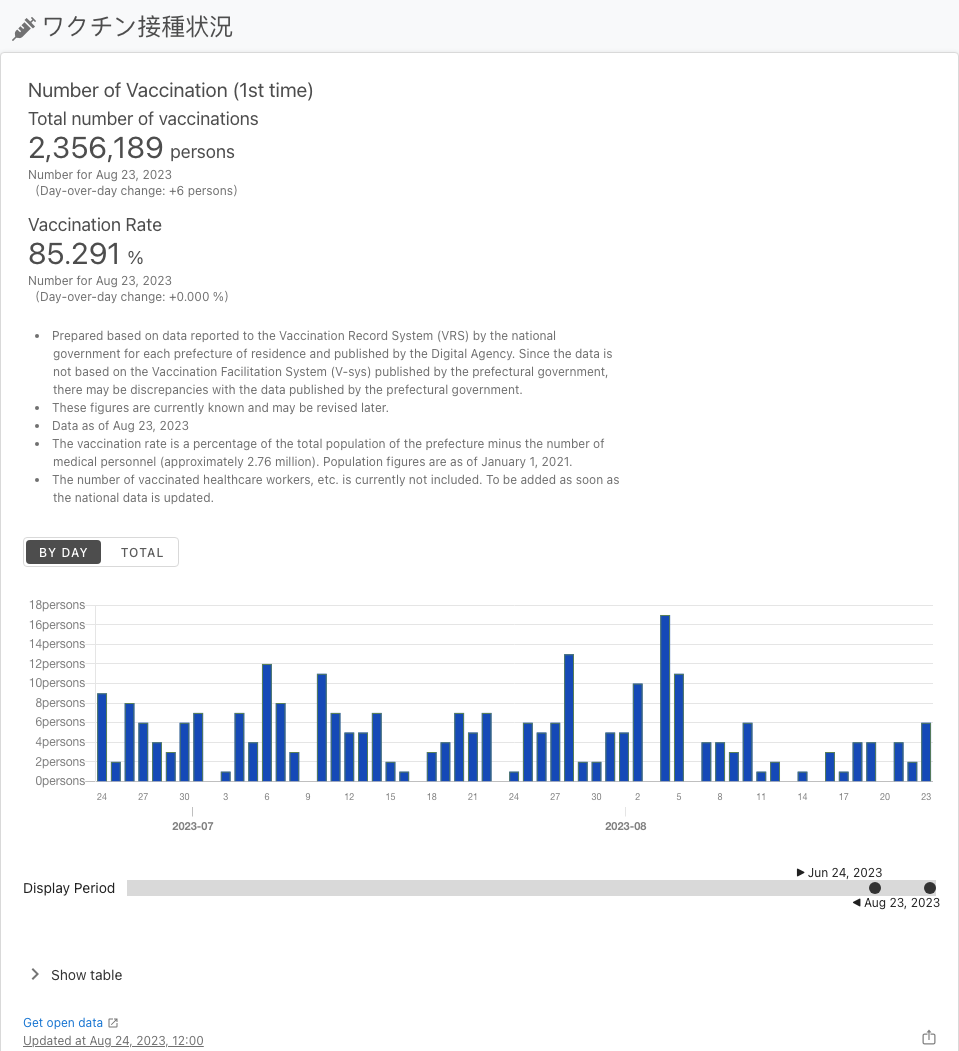 ワクチン接種状況
Number of Vaccination (1st time)
Total number of vaccinations
2,356,189 persons
Number for Aug 23, 2023
(Day-over-day change: +6 persons)
Vaccination Rate
85.291 %
Number for Aug 23, 2023
(Day-over-day change: +0.000 %)
• Prepared based on data reported to the Vaccination Record System (VRS) by the national
government for each prefecture of residence and published by the Digital Agency. Since the data is
not based on the Vaccination Facilitation System (V-sys) published by the prefectural government,
there may be discrepancies with the data published by the prefectural government.
• These figures are currently known and may be revised later.
• Data as of Aug 23, 2023
• The vaccination rate is a percentage of the total population of the prefecture minus the number of
medical personnel (approximately 2.76 million). Population figures are as of January 1, 2021.
• The number of vaccinated healthcare workers, etc. is currently not included. To be added as soon as
the national data is updated.
BY DAY TOTAL
18persons
16persons
14persons
12persons
10persons
8persons
6persons
4persons
2persons
0persons
24 27 30 3 6 9 12 15 18 21 24 27 30 2 5 8 11 14 17 20 23
2023-07 2023-08
▶ Jun 24, 2023
Display Period
◀ Aug 23, 2023
Show table
Get open data
Updated at Aug 24, 2023, 12:00